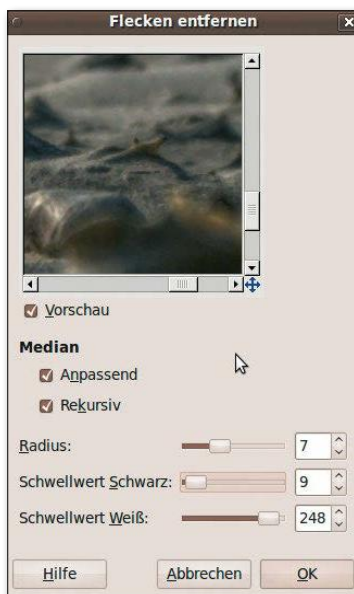 Flecken entfernen
Vorschau
Median
Anpassend
Rekursiv
Radius: 7
Schwellwert Schwarz: 9
Schwellwert Weiß: 248
Hilfe Abbrechen OK